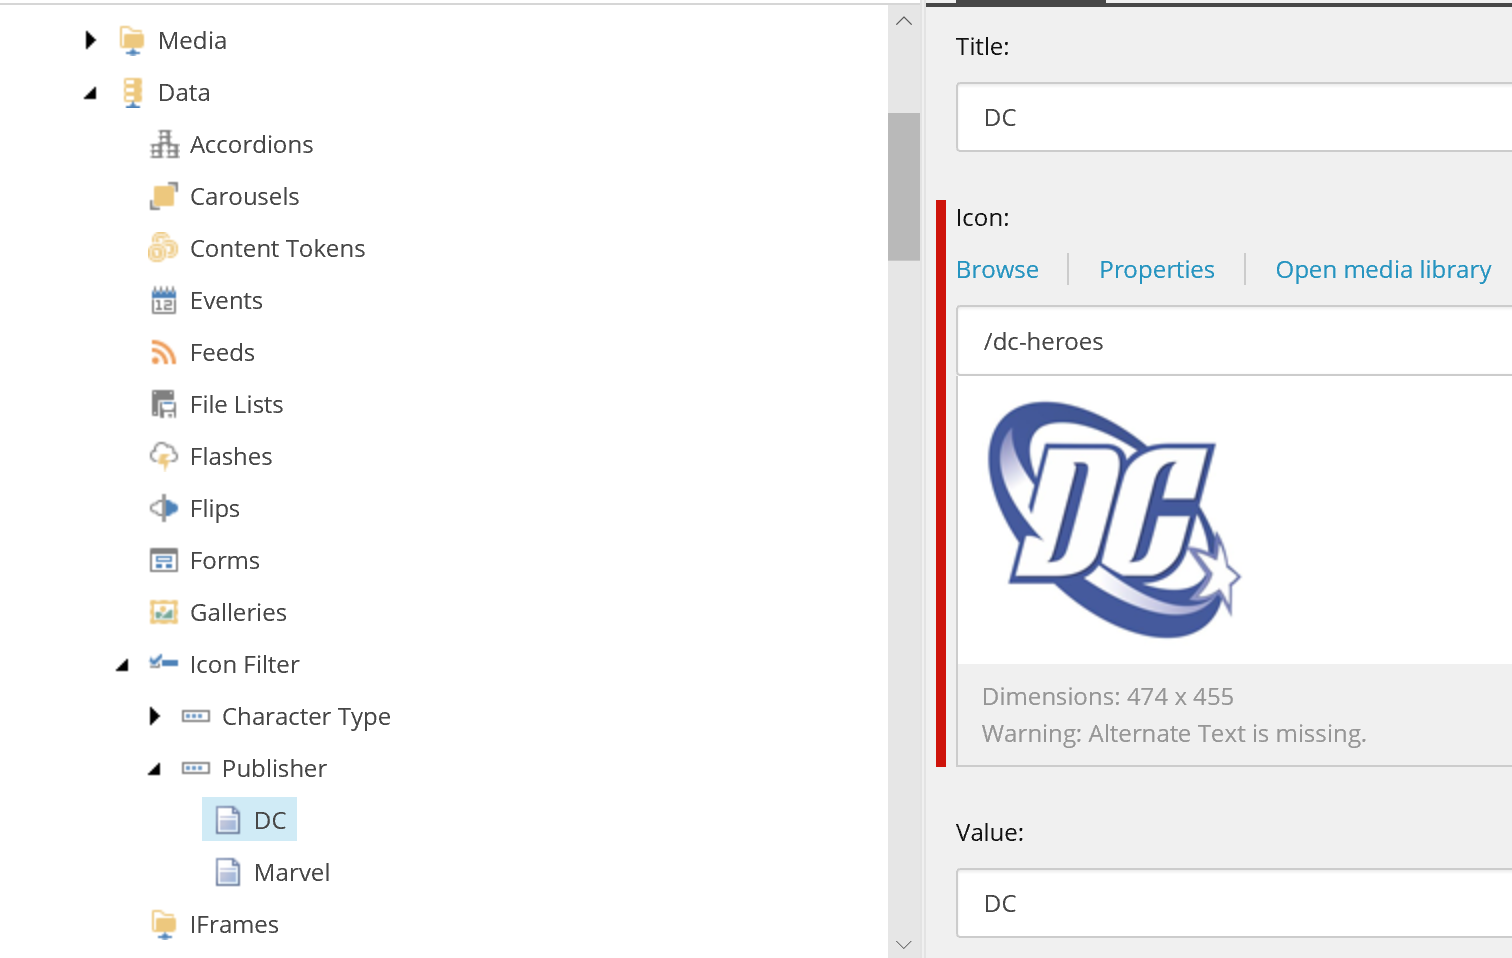 Media
Data
Accordions
Carousels
Content Tokens
12
Events
Feeds
File Lists
Flashes
Flips
Forms
Galleries
Icon Filter
Character Type
Publisher
DC
Marvel
IFrames
Title:
DC
Icon:
Browse Properties Open media library
/dc-heroes
DC
Dimensions: 474 x 455
Warning: Alternate Text is missing.
Value:
DC